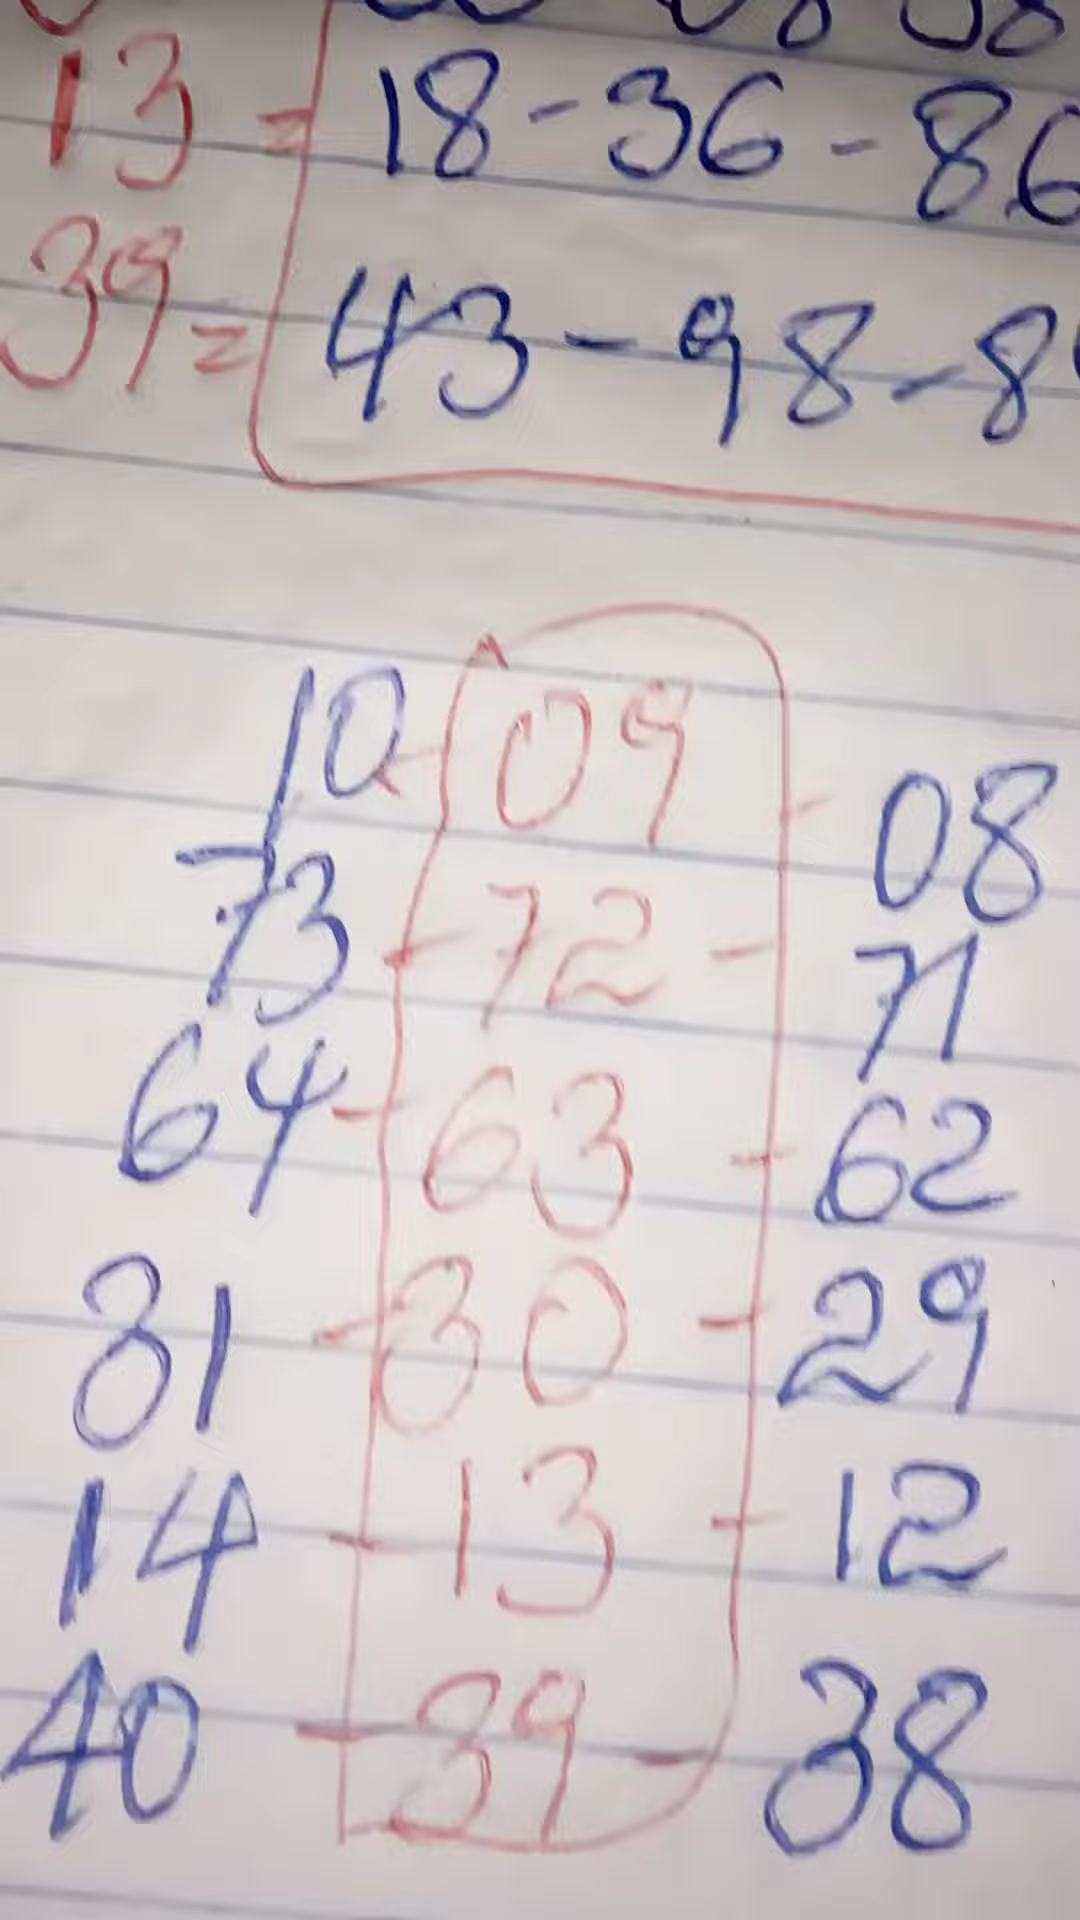 13 = 18 - 36 - 86
39 = 43 - 98 - 8
10 - 09 - 08
73 - 72 - 71
64 - 63 - 62
31 - 30 - 29
14 - 13 - 12
40 - 39 - 38